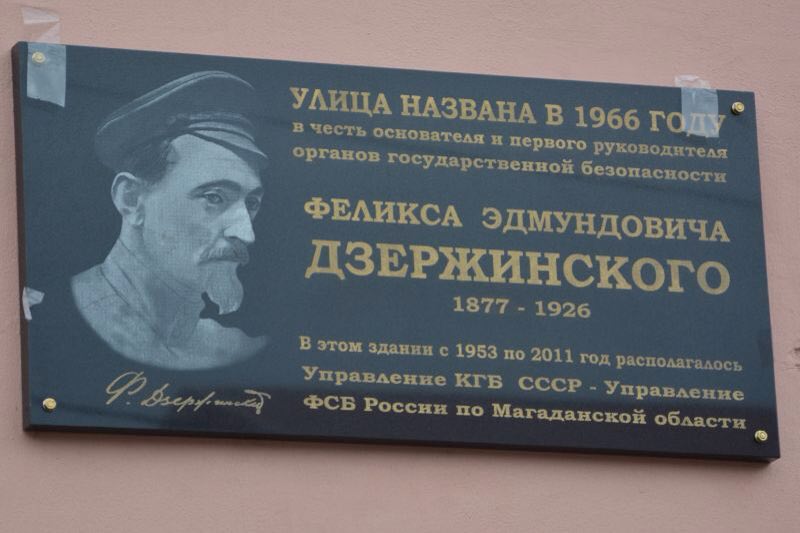 УЛИЦА НАЗВАНА В 1966 ГОДУ
в честь основателя и первого руководителя
органов государственной безопасности
ФЕЛИКСА ЭДМУНДОВИЧА
ДЗЕРЖИНСКОГО
1877 - 1926
В этом здании с 1953 по 2011 год располагалось
Управление КГБ СССР - Управление
ФСБ России по Магаданской области
Ф. Дзержинский